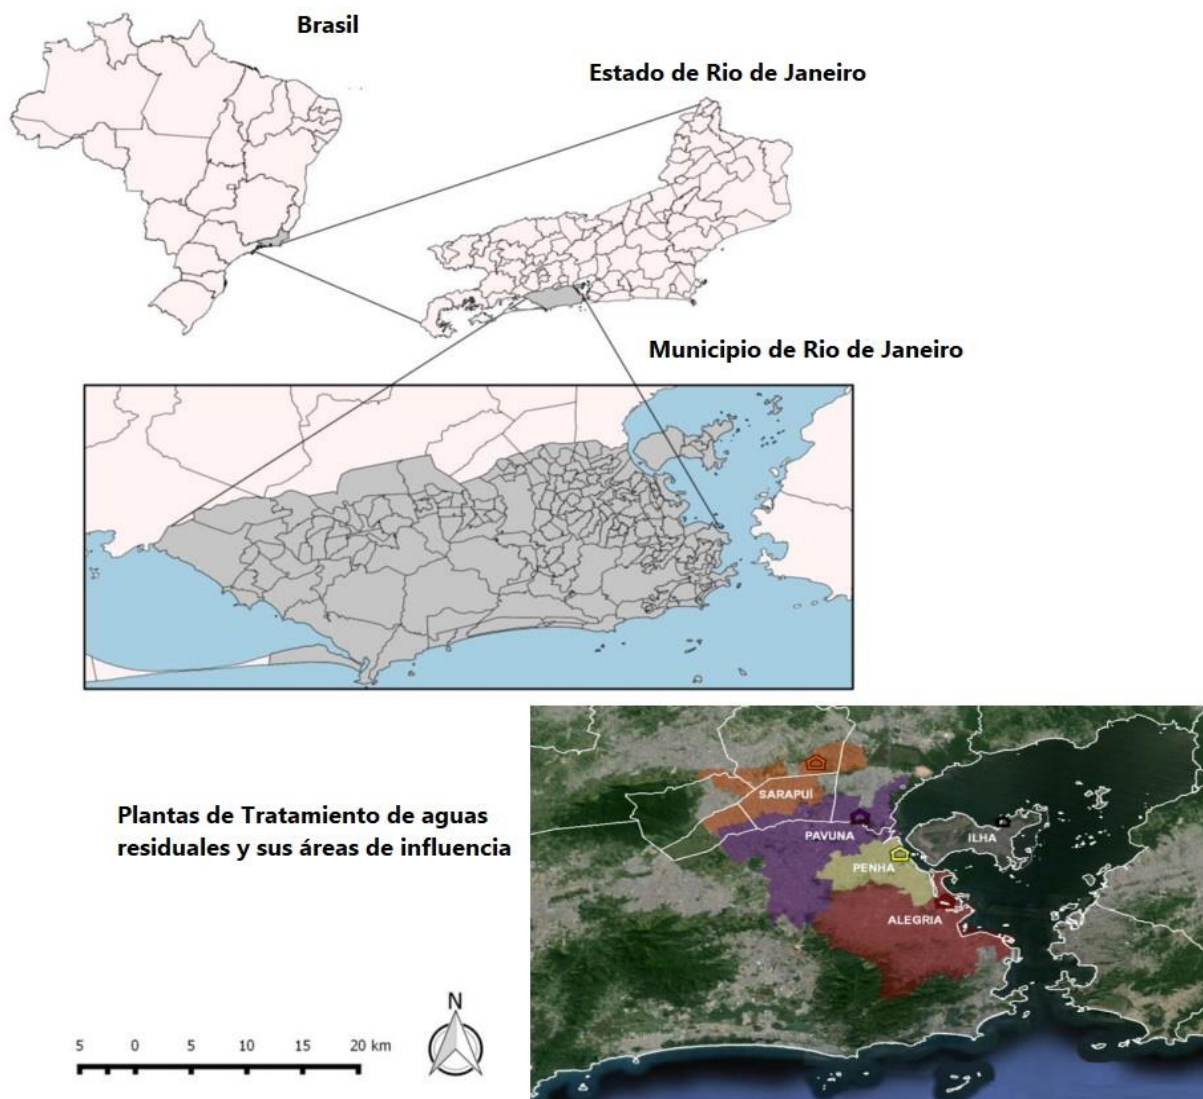 Brasil
Estado de Rio de Janeiro
Municipio de Rio de Janeiro
SARAPUÍ
PAVUNA
ILHA
PENHA
ALEGRIA
Plantas de Tratamiento de aguas
residuales y sus áreas de influencia
N
5 0 5 10 15 20 km